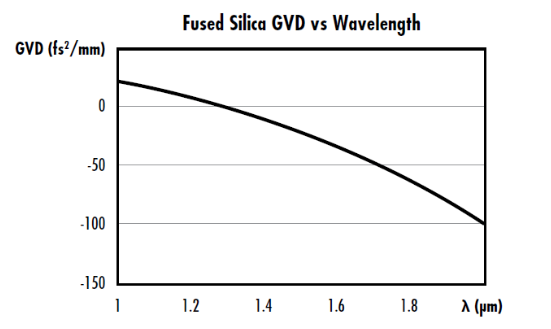 Fused Silica GVD vs Wavelength
GVD (fs²/mm)
0
-50
-100
-150
1 1.2 1.4 1.6 1.8 λ (μm)